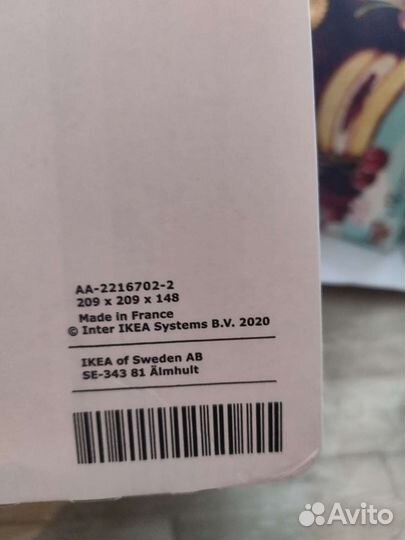 AA-2216702-2
209 x 209 x 148
Made in France
© Inter IKEA Systems B.V. 2020
IKEA of Sweden AB
SE-343 81 Älmhult
Avito